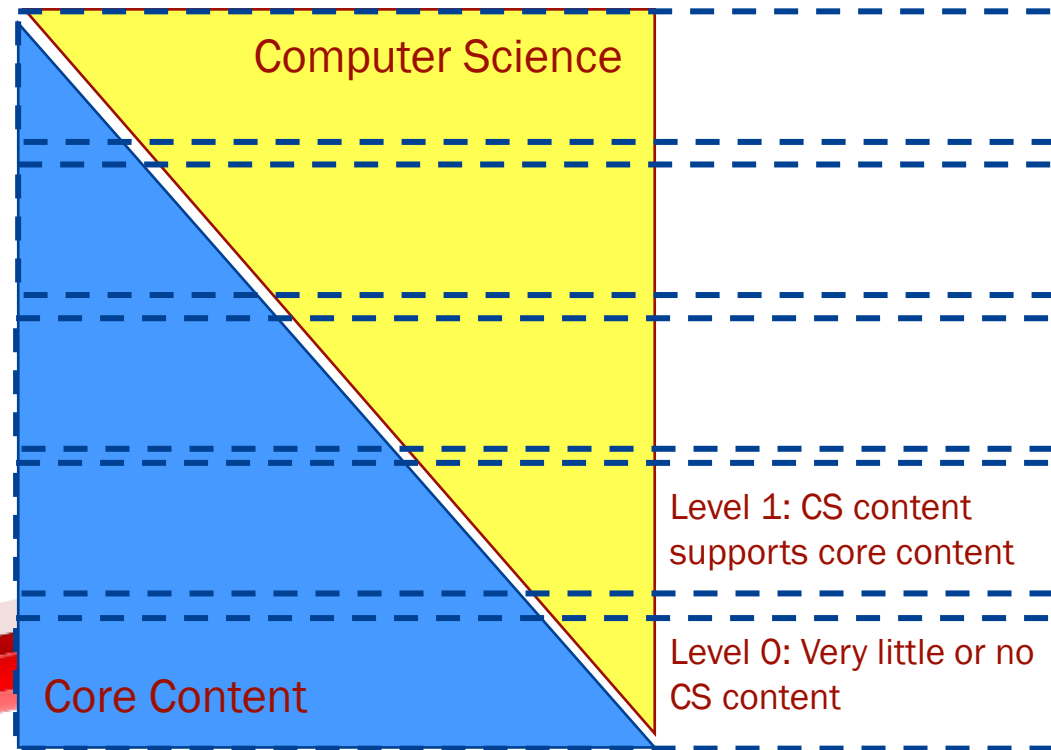 Computer Science
Level 1: CS content
supports core content
Level 0: Very little or no
CS content
Core Content